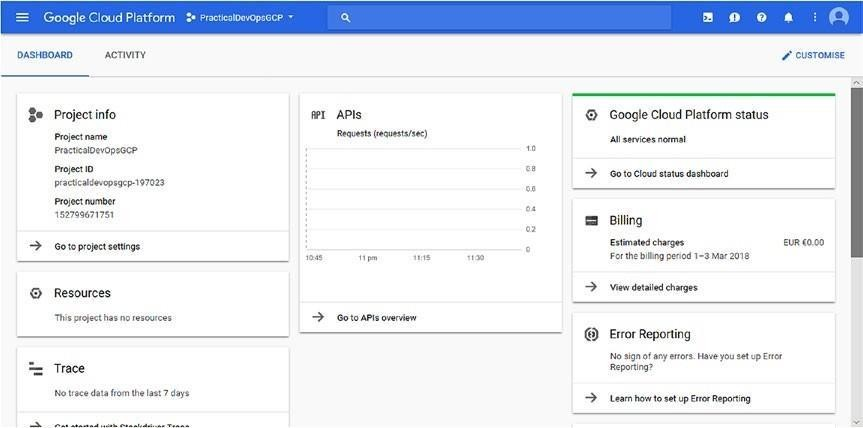 Google Cloud Platform PracticalDevOpsGCP
DASHBOARD ACTIVITY CUSTOMISE
Project info
Project name
PracticalDevOpsGCP
Project ID
practicaldevopsgcp-197023
Project number
152799671751
Go to project settings
Resources
This project has no resources
Trace
No trace data from the last 7 days
Get started with Stackdriver Trace
API APIs
Requests (requests/sec)
1.0
0.8
0.6
0.4
0.2
0
10:45 11 pm 11:15 11:30
Go to APIs overview
Google Cloud Platform status
All services normal
Go to Cloud status dashboard
Billing
Estimated charges EUR €0.00
For the billing period 1–3 Mar 2018
View detailed charges
Error Reporting
No sign of any errors. Have you set up Error
Reporting?
Learn how to set up Error Reporting